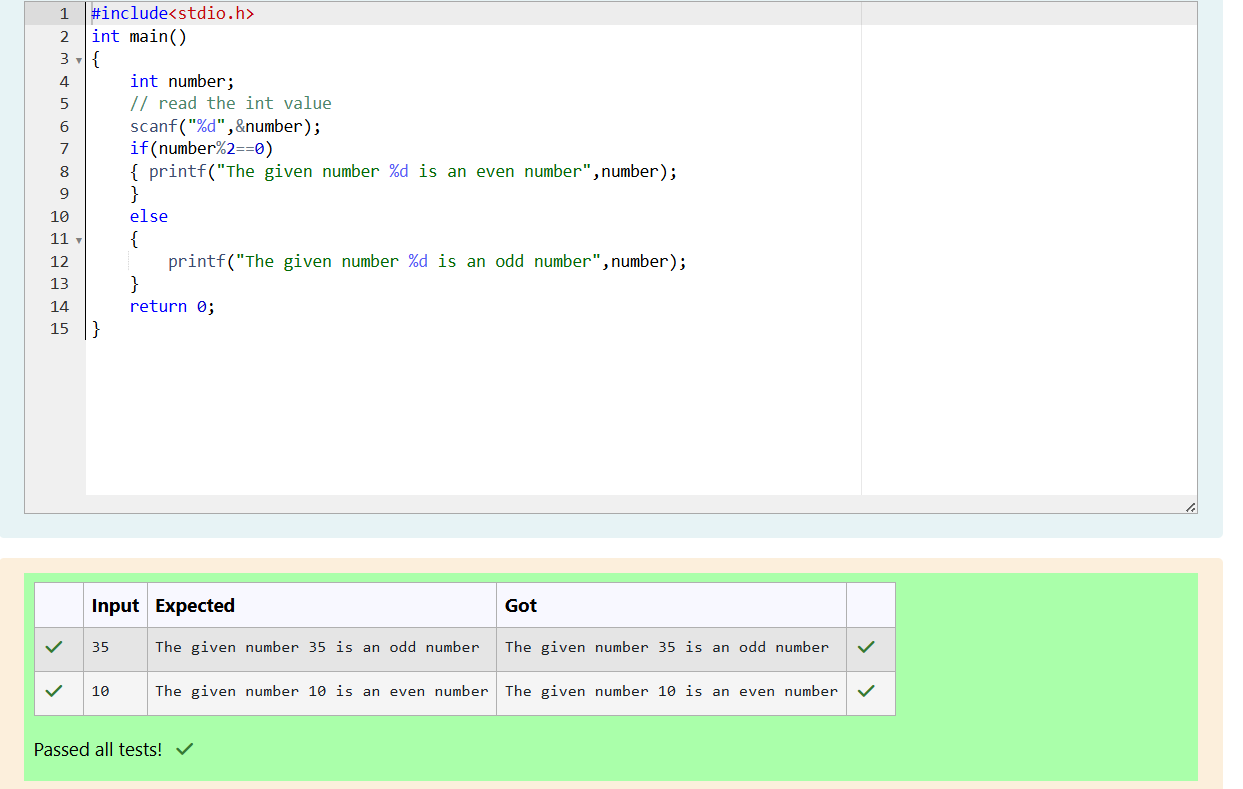 1 #include<stdio.h>
2 int main()
3 {
4     int number;
5     // read the int value
6     scanf("%d",&number);
7     if(number%2==0)
8     { printf("The given number %d is an even number",number);
9     }
10     else
11     {
12         printf("The given number %d is an odd number",number);
13     }
14     return 0;
15 }
Input Expected Got
35 The given number 35 is an odd number The given number 35 is an odd number
10 The given number 10 is an even number The given number 10 is an even number
Passed all tests!